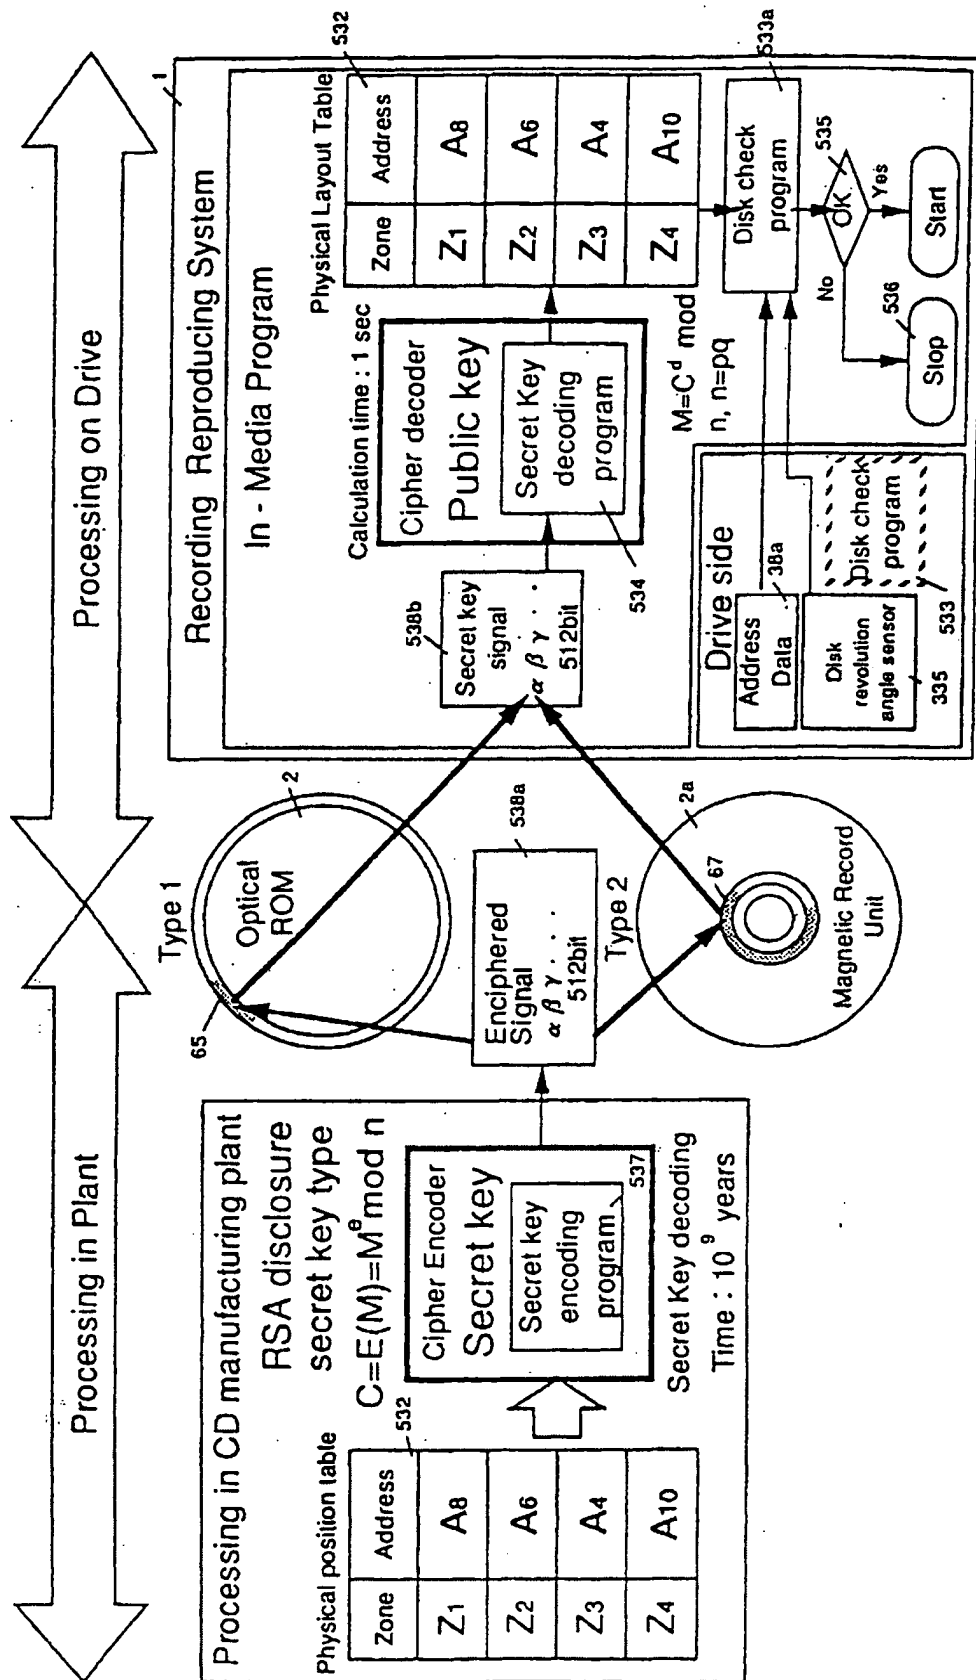 Processing in Plant
Processing on Drive
Processing in CD manufacturing plant
RSA disclosure
secret key type
C=E(M)=Mᵉ mod n
Physical position table
532
Zone Address
Z1 A8
Z2 A6
Z3 A4
Z4 A10
Cipher Encoder
Secret key
Secret key
encoding
program
537
Secret Key decoding
Time : 10⁹ years
Type 1
65
2
Optical
ROM
538a
Enciphered
Signal
α β γ . . . .
512bit
Type 2
67
2a
Magnetic Record
Unit
1
Recording Reproducing System
In - Media Program
538b
Secret key
signal
α β γ . .
512bit
Calculation time : 1 sec
Cipher decoder
Public key
Secret Key
decoding
program
534
Physical Layout Table
532
Zone Address
Z1 A8
Z2 A6
Z3 A4
Z4 A10
M=Cᵈ mod
n, n=pq
Drive side
Address
Data
38a
Disk
revolution
angle sensor
335
Disk check
program
533
Disk check
program
533a
OK
535
No
Yes
Stop
536
Start